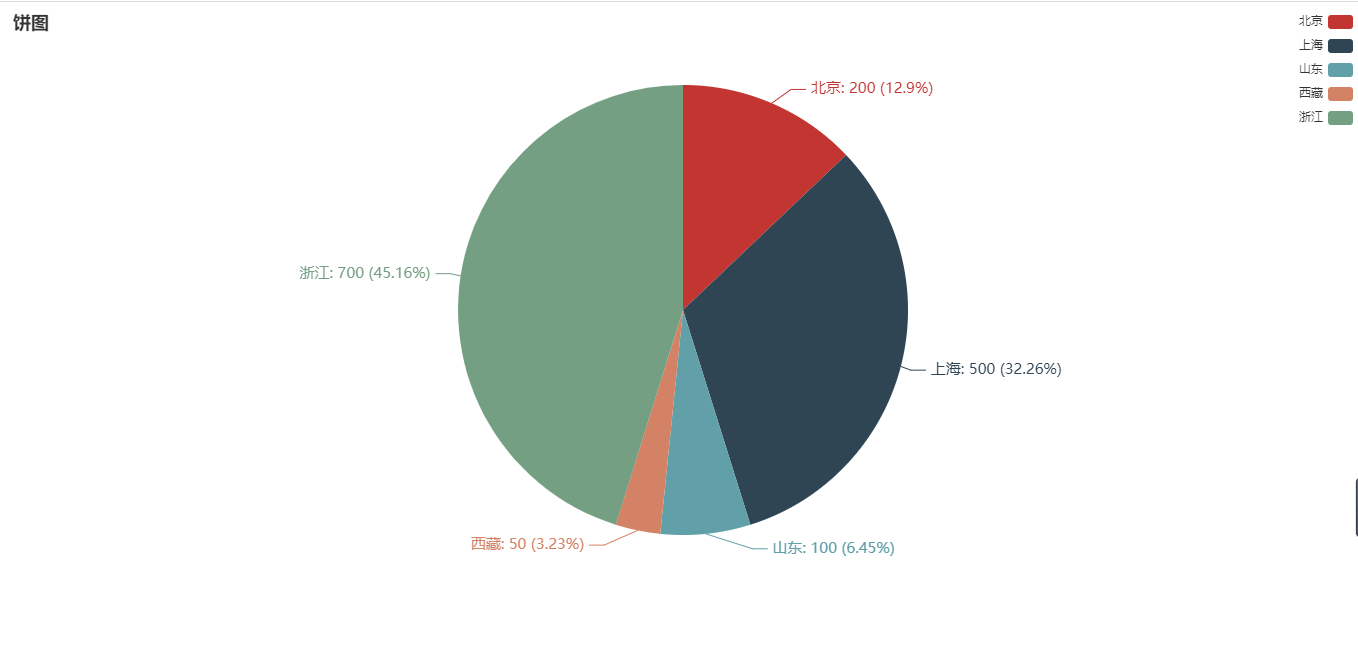 饼图
北京
上海
山东
西藏
浙江
北京: 200 (12.9%)
浙江: 700 (45.16%)
上海: 500 (32.26%)
西藏: 50 (3.23%)
山东: 100 (6.45%)